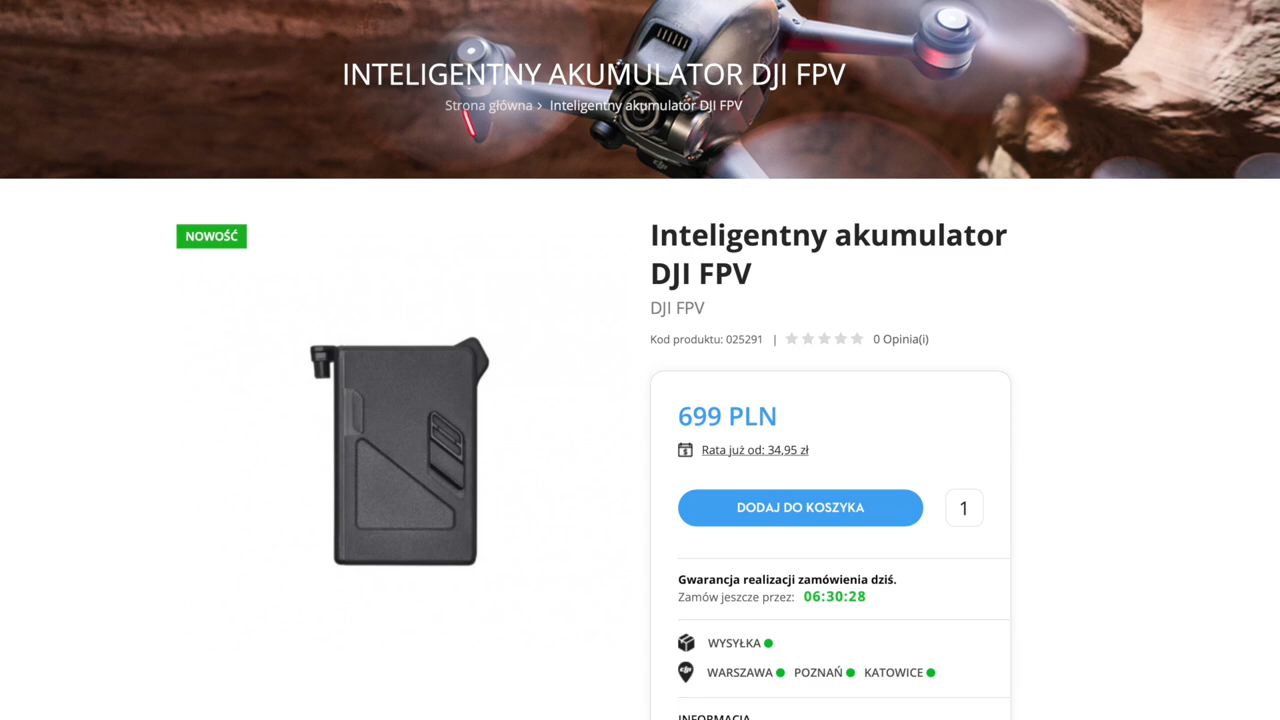 INTELIGENTNY AKUMULATOR DJI FPV
Strona główna > Inteligentny akumulator DJI FPV
NOWOŚĆ
Inteligentny akumulator
DJI FPV
DJI FPV
Kod produktu: 025291 | 0 Opinia(i)
699 PLN
Rata już od: 34,95 zł
DODAJ DO KOSZYKA 1
Gwarancja realizacji zamówienia dziś.
Zamów jeszcze przez: 06:30:28
WYSYŁKA
WARSZAWA POZNAŃ KATOWICE
INFORMACJA